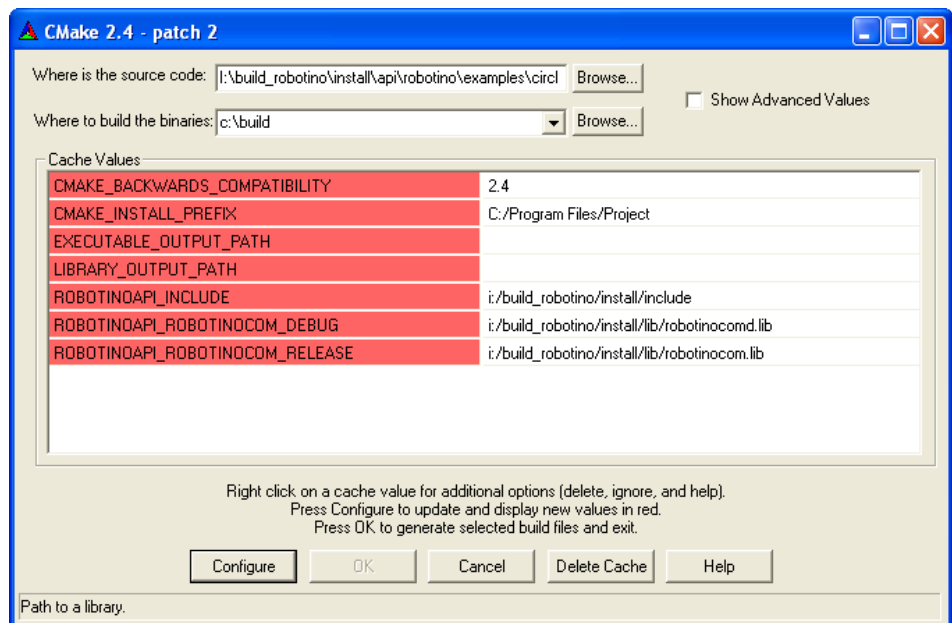 CMake 2.4 - patch 2
Where is the source code: I:\build_robotino\install\api\robotino\examples\circl Browse...
Show Advanced Values
Where to build the binaries: c:\build Browse...
Cache Values
CMAKE_BACKWARDS_COMPATIBILITY 2.4
CMAKE_INSTALL_PREFIX C:/Program Files/Project
EXECUTABLE_OUTPUT_PATH
LIBRARY_OUTPUT_PATH
ROBOTINOAPI_INCLUDE i:/build_robotino/install/include
ROBOTINOAPI_ROBOTINOCOM_DEBUG i:/build_robotino/install/lib/robotinocomd.lib
ROBOTINOAPI_ROBOTINOCOM_RELEASE i:/build_robotino/install/lib/robotinocom.lib
Right click on a cache value for additional options (delete, ignore, and help).
Press Configure to update and display new values in red.
Press OK to generate selected build files and exit.
Configure OK Cancel Delete Cache Help
Path to a library.